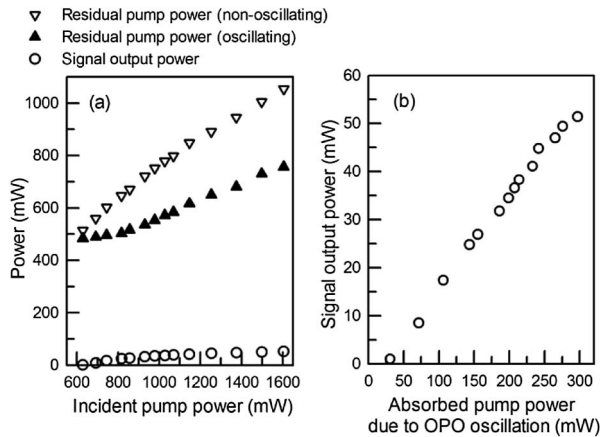 Residual pump power (non-oscillating)
Residual pump power (oscillating)
Signal output power
(a)
1000
800
600
400
200
0
Power (mW)
600 800 1000 1200 1400 1600
Incident pump power (mW)
(b)
60
50
40
30
20
10
0
Signal output power (mW)
0 50 100 150 200 250 300
Absorbed pump power
due to OPO oscillation (mW)